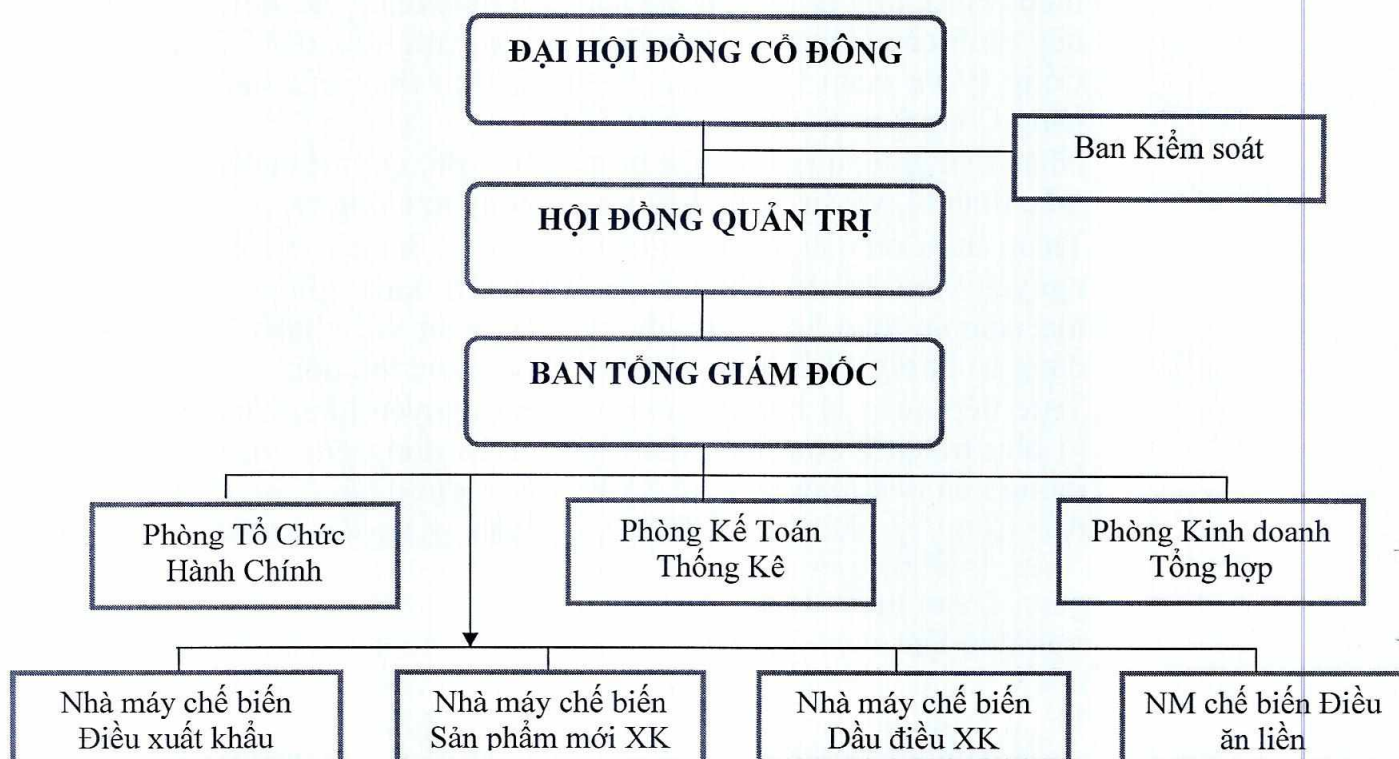 ĐẠI HỘI ĐỒNG CỔ ĐÔNG
Ban Kiểm soát
HỘI ĐỒNG QUẢN TRỊ
BAN TỔNG GIÁM ĐỐC
Phòng Tổ Chức
Hành Chính
Phòng Kế Toán
Thống Kê
Phòng Kinh doanh
Tổng hợp
Nhà máy chế biến
Điều xuất khẩu
Nhà máy chế biến
Sản phẩm mới XK
Nhà máy chế biến
Dầu điều XK
NM chế biến Điều
ăn liền